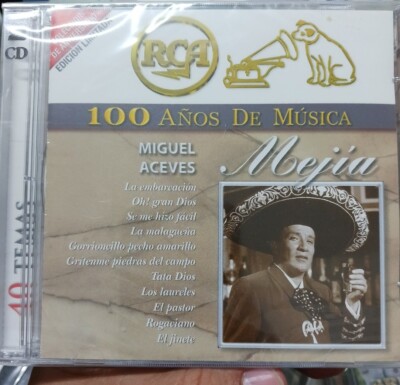 CD
EDICIÓN LIMITADA
RCA
100 AÑOS DE MÚSICA
MIGUEL
ACEVES
Mejía
La embarcación
Oh! gran Dios
Se me hizo fácil
La malagueña
Gorrioncillo pecho amarillo
Grítenme piedras del campo
Tata Dios
Los laureles
El pastor
Rogaciano
El jinete
40 TEMAS